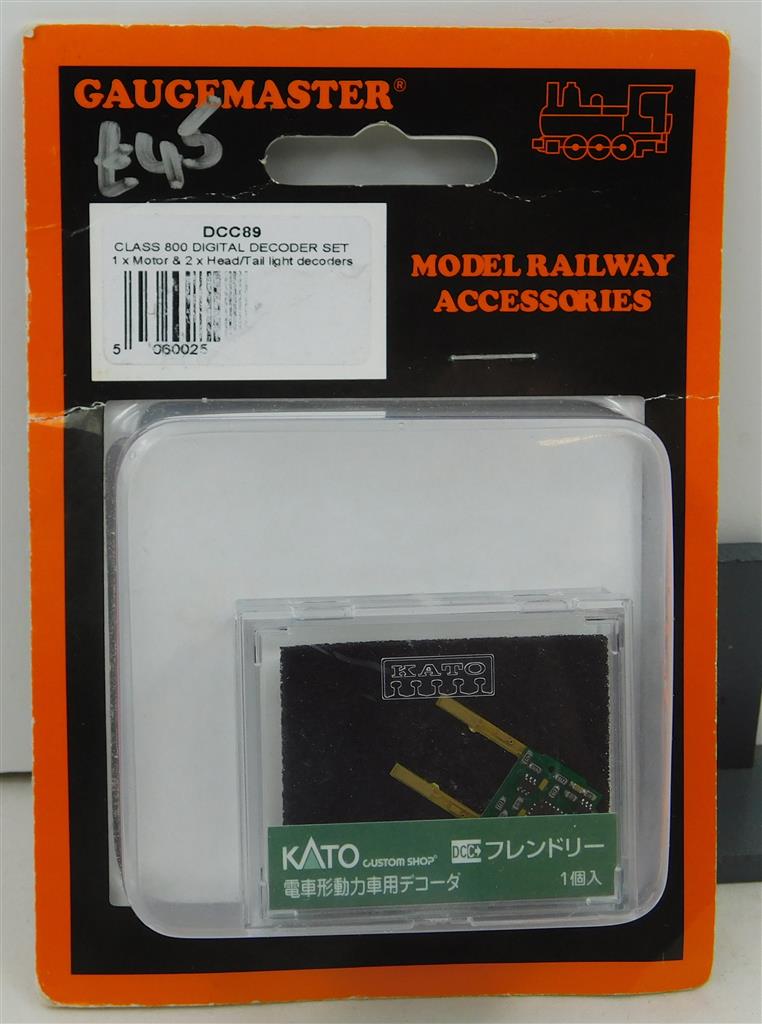 GAUGEMASTER®
£45
DCC89
CLASS 800 DIGITAL DECODER SET
1 x Motor & 2 x Head/Tail light decoders
5 060025
MODEL RAILWAY
ACCESSORIES
KATO
KATO CUSTOM SHOP® DCC フレンドリー
電車形動力車用デコーダ 1個入